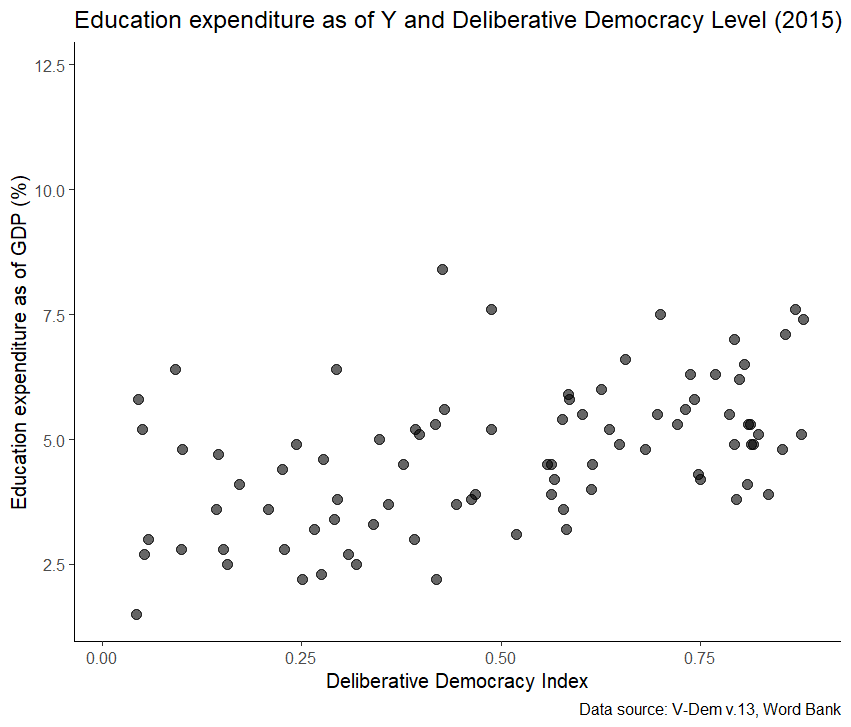 Education expenditure as of Y and Deliberative Democracy Level (2015)
12.5
10.0
7.5
5.0
2.5
Education expenditure as of GDP (%)
0.00 0.25 0.50 0.75
Deliberative Democracy Index
Data source: V-Dem v.13, Word Bank